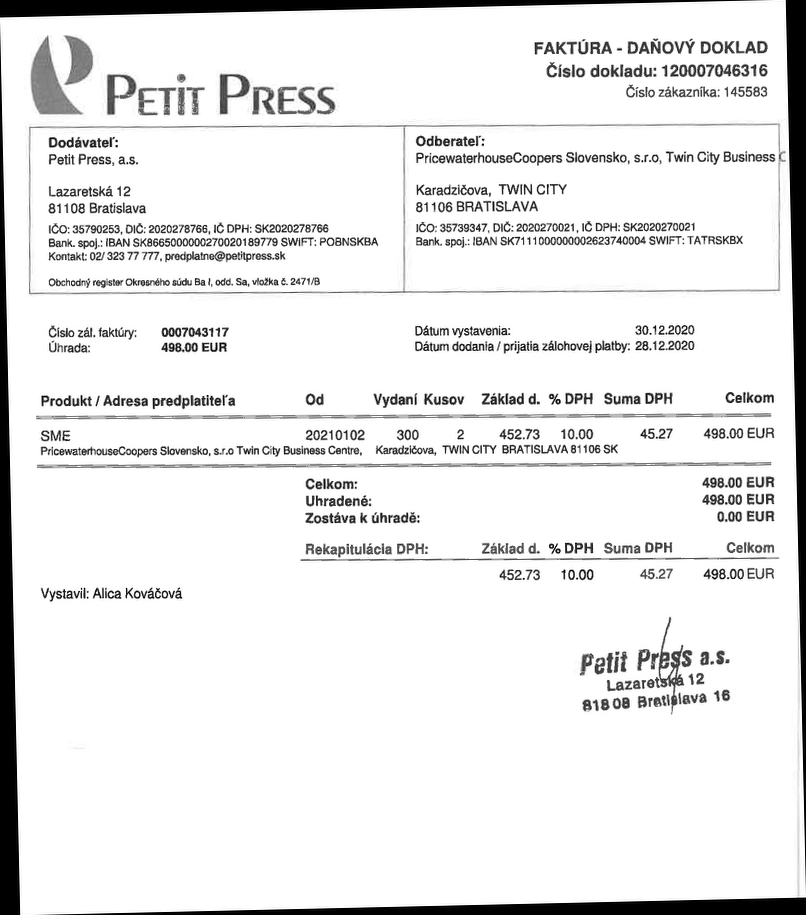 PETIT PRESS
FAKTÚRA - DAŇOVÝ DOKLAD
Číslo dokladu: 120007046316
Číslo zákazníka: 145583
Dodávateľ:
Petit Press, a.s.
Lazaretská 12
81108 Bratislava
IČO: 35790253, DIČ: 2020278766, IČ DPH: SK2020278766
Bank. spoj.: IBAN SK8665000000270020189779 SWIFT: POBNSKBA
Kontakt: 02/ 323 77 777, predplatne@petitpress.sk
Obchodný register Okresného súdu Ba I, odd. Sa, vložka č. 2471/B
Odberateľ:
PricewaterhouseCoopers Slovensko, s.r.o, Twin City Business C
Karadzičova, TWIN CITY
81106 BRATISLAVA
IČO: 35739347, DIČ: 2020270021, IČ DPH: SK2020270021
Bank. spoj.: IBAN SK7111000000002623740004 SWIFT: TATRSKBX
Číslo zál. faktúry: 0007043117
Úhrada: 498.00 EUR
Dátum vystavenia: 30.12.2020
Dátum dodania / prijatia zálohovej platby: 28.12.2020
Produkt / Adresa predplatiteľa Od Vydaní Kusov Základ d. % DPH Suma DPH Celkom
SME 20210102 300 2 452.73 10.00 45.27 498.00 EUR
PricewaterhouseCoopers Slovensko, s.r.o Twin City Business Centre, Karadzičova, TWIN CITY BRATISLAVA 81106 SK
Celkom: 498.00 EUR
Uhradené: 498.00 EUR
Zostáva k úhradě: 0.00 EUR
Rekapitulácia DPH: Základ d. % DPH Suma DPH Celkom
452.73 10.00 45.27 498.00 EUR
Vystavil: Alica Kováčová
Petit Press a.s.
Lazaretská 12
818 08 Bratislava 16